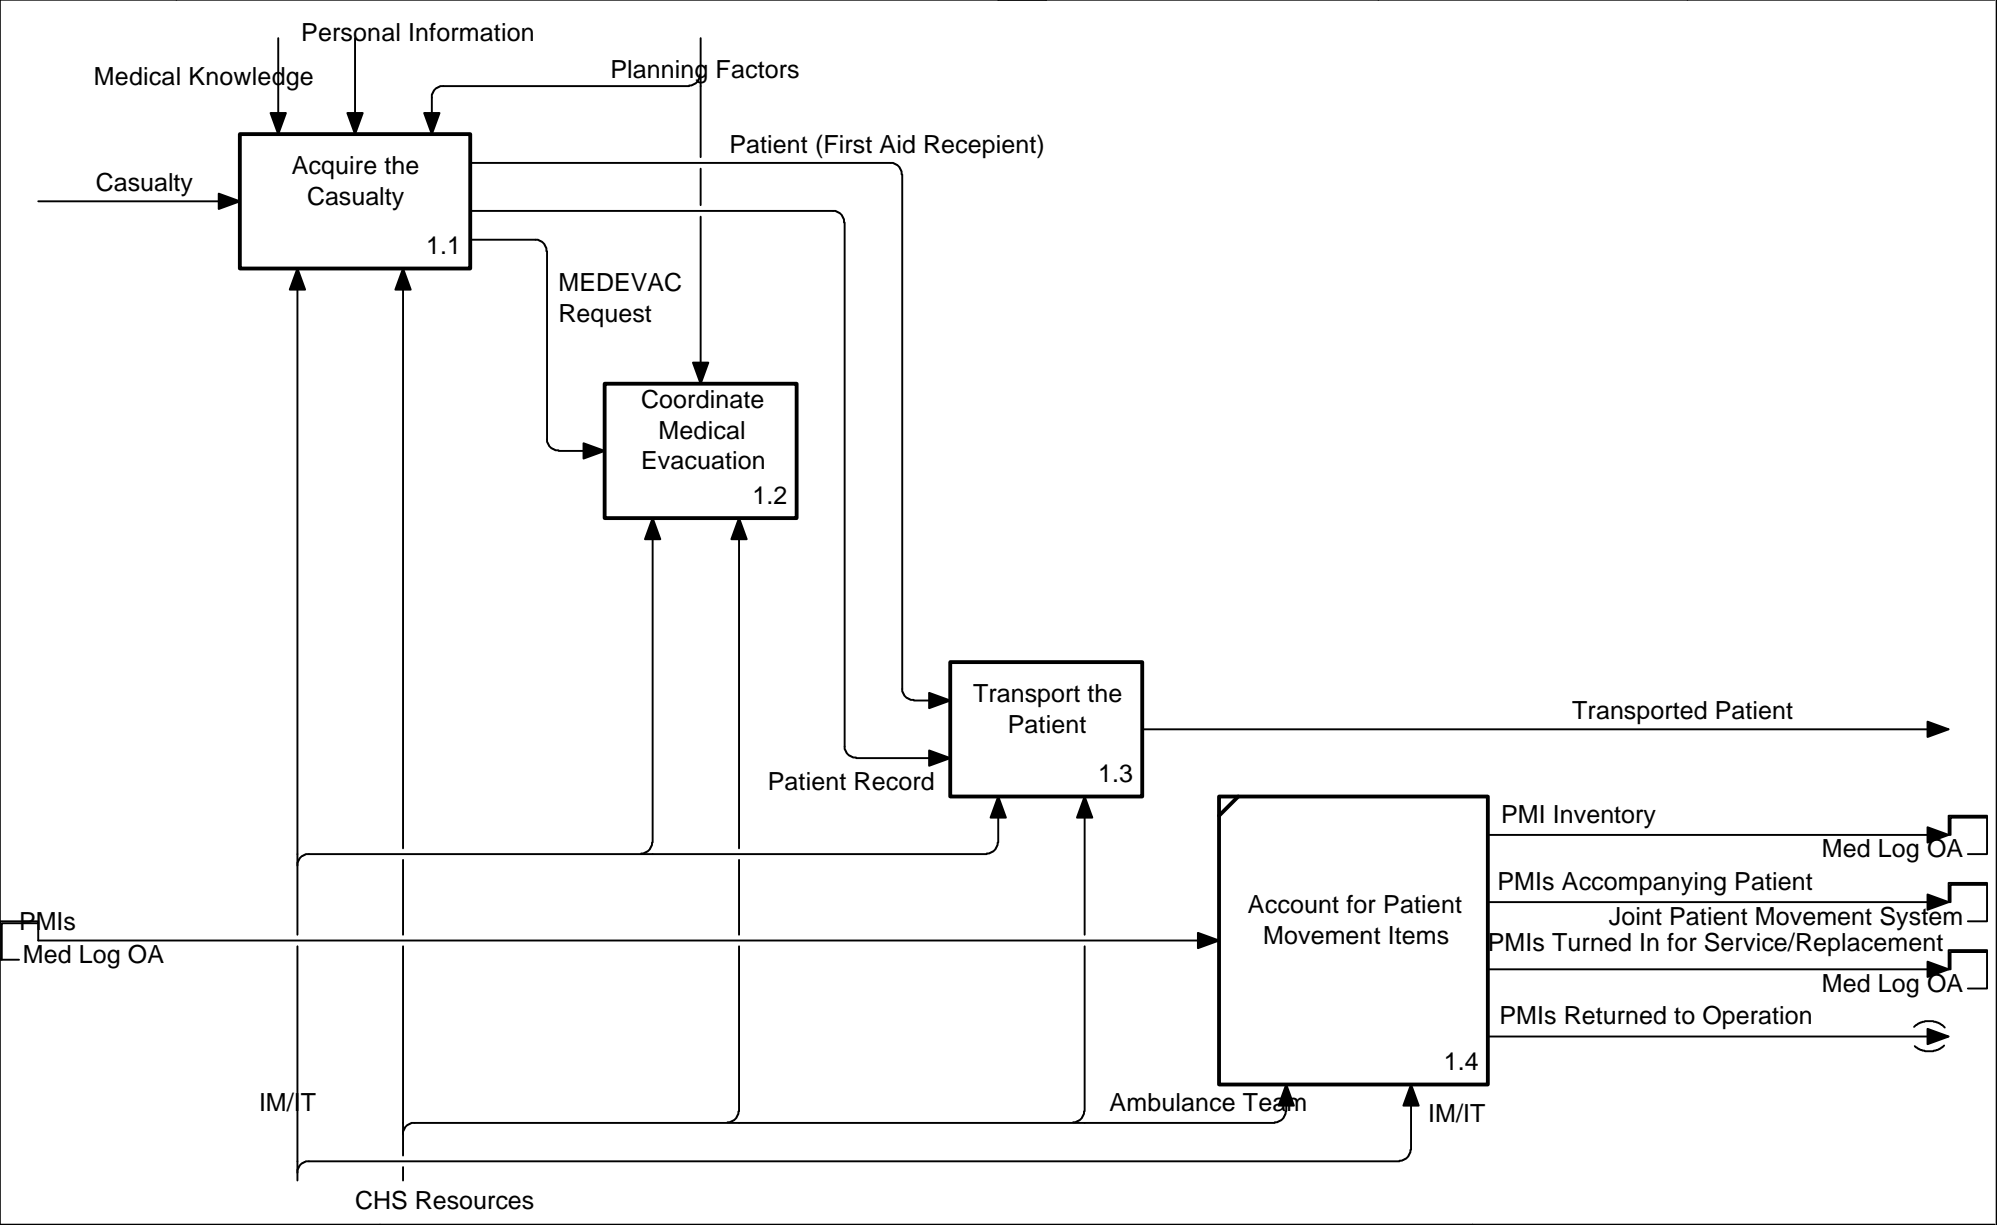 Personal Information
Medical Knowledge
Planning Factors
Patient (First Aid Recepient)
Acquire the
Casualty
1.1
Casualty
MEDEVAC
Request
Coordinate
Medical
Evacuation
1.2
Transport the
Patient
1.3
Patient Record
Transported Patient
PMI Inventory
Med Log OA
PMIs Accompanying Patient
Joint Patient Movement System
PMIs Turned In for Service/Replacement
Med Log OA
PMIs Returned to Operation
Account for Patient
Movement Items
1.4
PMIs
Med Log OA
IM/IT
Ambulance Team
IM/IT
CHS Resources